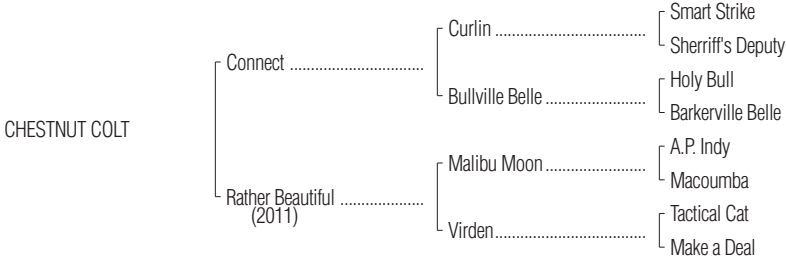 Smart Strike
Curlin ....................................
Sherriff's Deputy
Connect ................................
Holy Bull
Bullville Belle ........................
Barkerville Belle
CHESTNUT COLT
A.P. Indy
Malibu Moon ........................
Macoumba
Rather Beautiful ....................
(2011)
Tactical Cat
Virden ....................................
Make a Deal